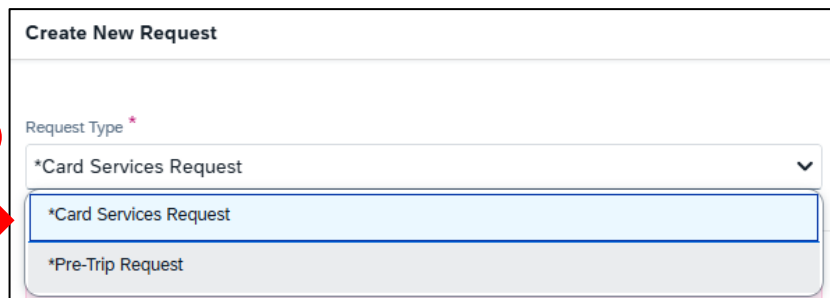 Create New Request
Request Type *
*Card Services Request
*Card Services Request
*Pre-Trip Request